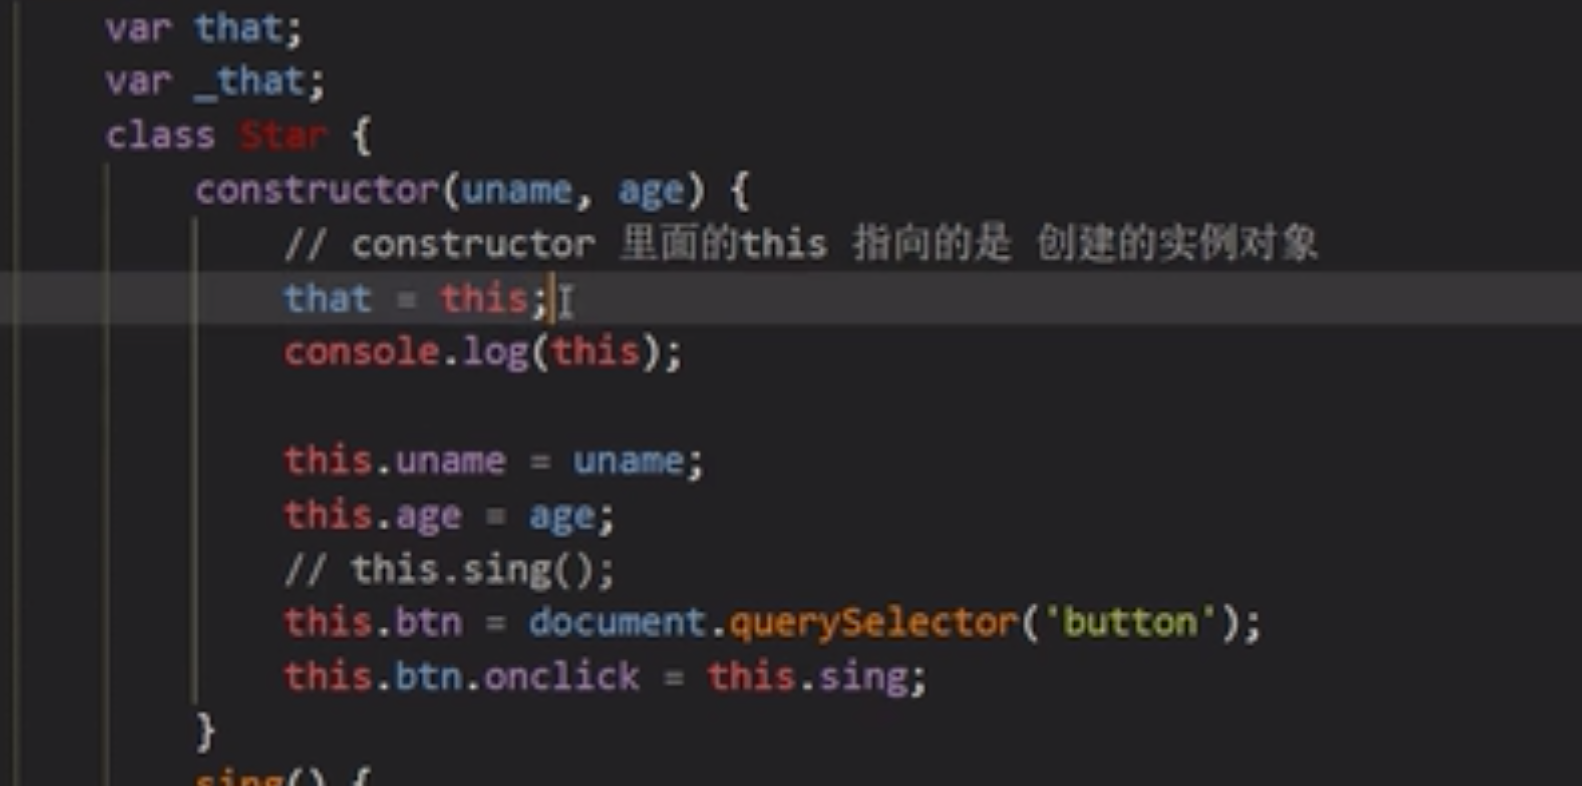 var that;
var _that;
class Star {
constructor(uname, age) {
// constructor 里面的this 指向的是 创建的实例对象
that = this;
console.log(this);
this.uname = uname;
this.age = age;
// this.sing();
this.btn = document.querySelector('button');
this.btn.onclick = this.sing;
}
sing() {